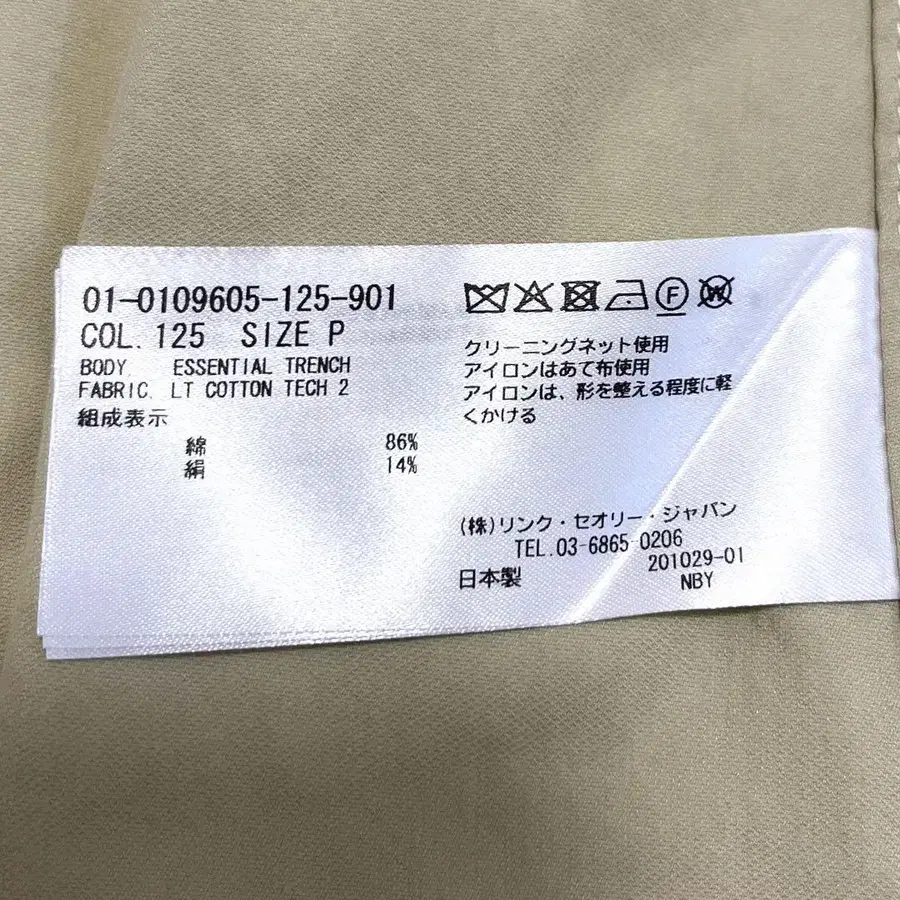 01-0109605-125-901
COL. 125 SIZE P
BODY. ESSENTIAL TRENCH
FABRIC. LT COTTON TECH 2
組成表示
綿 86%
絹 14%
F
W
クリーニングネット使用
アイロンはあて布使用
アイロンは、形を整える程度に軽
くかける
(株)リンク・セオリー・ジャパン
TEL.03-6865-0206
201029-01
日本製 NBY